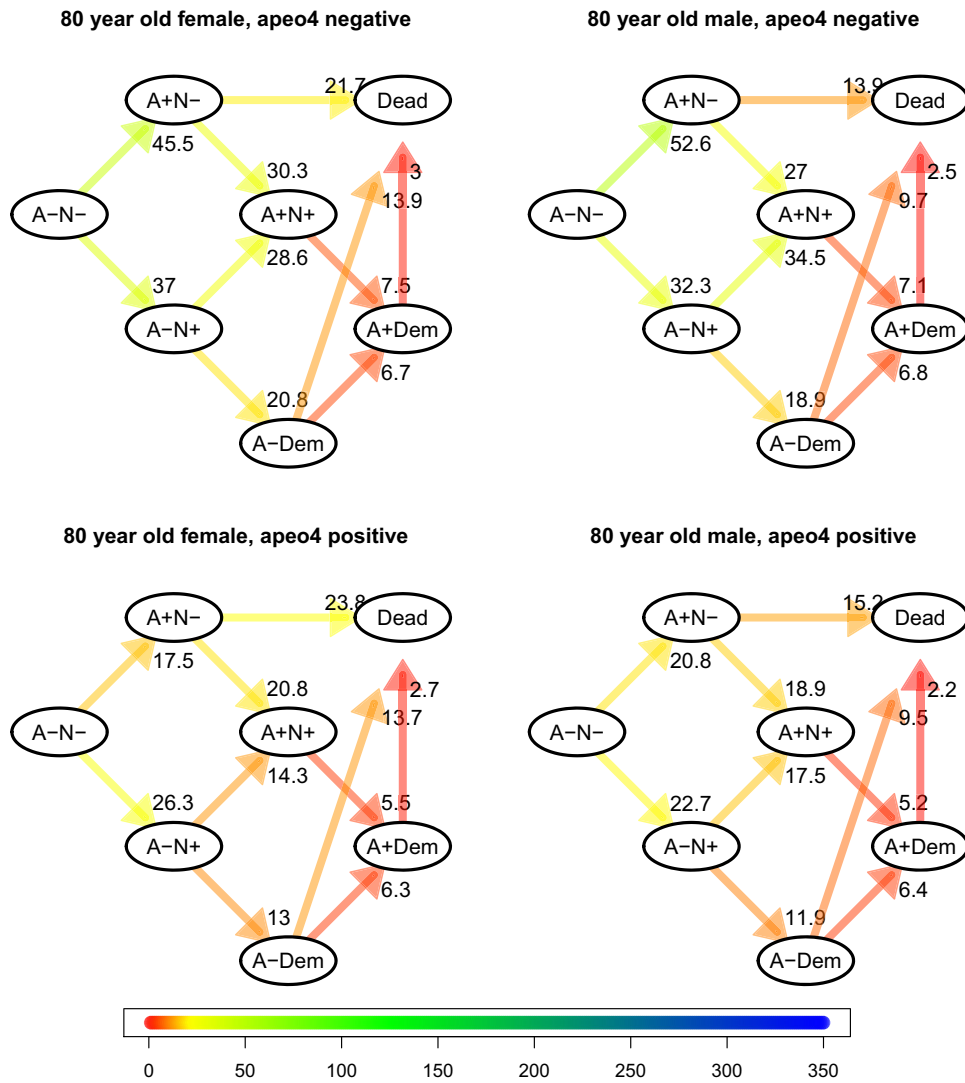 80 year old female, apeo4 negative
A+N−
21.7
Dead
45.5
30.3
3
13.9
A−N−
A+N+
28.6
37
7.5
A−N+
A+Dem
6.7
20.8
A−Dem
80 year old male, apeo4 negative
A+N−
13.9
Dead
52.6
27
2.5
9.7
A−N−
A+N+
34.5
32.3
7.1
A−N+
A+Dem
6.8
18.9
A−Dem
80 year old female, apeo4 positive
A+N−
23.8
Dead
17.5
20.8
2.7
13.7
A−N−
A+N+
14.3
26.3
5.5
A−N+
A+Dem
6.3
13
A−Dem
80 year old male, apeo4 positive
A+N−
15.2
Dead
20.8
18.9
2.2
9.5
A−N−
A+N+
17.5
22.7
5.2
A−N+
A+Dem
6.4
11.9
A−Dem
0 50 100 150 200 250 300 350